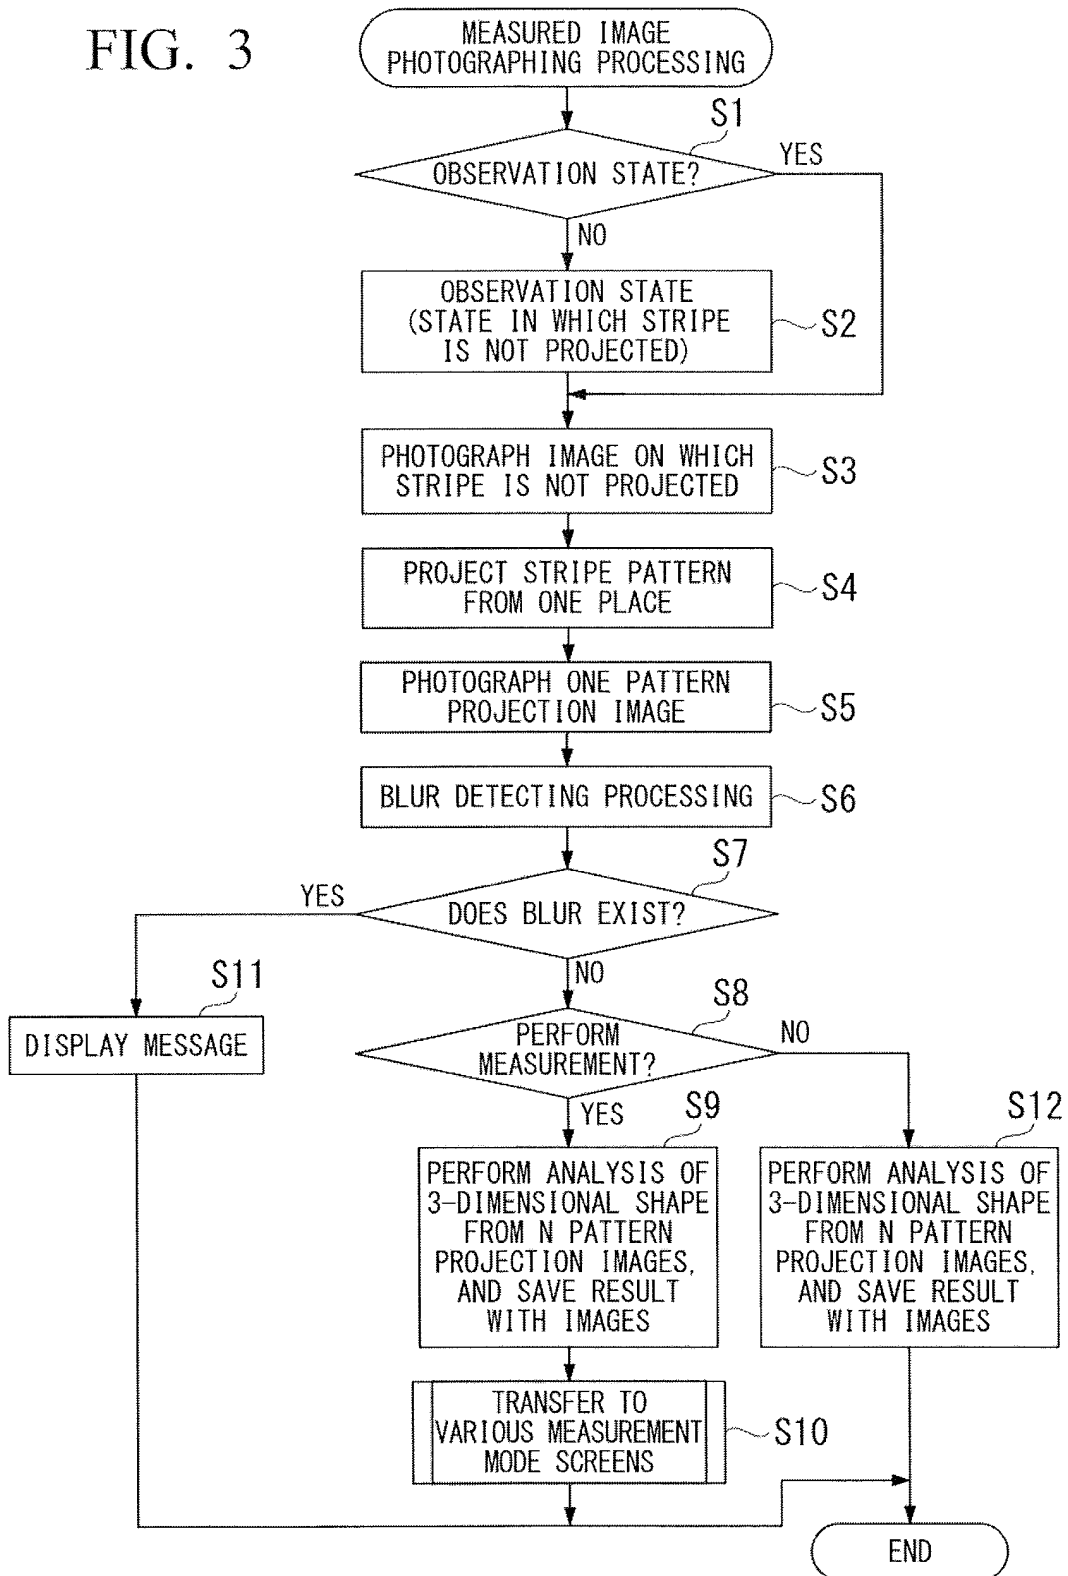 FIG. 3
MEASURED IMAGE
PHOTOGRAPHING PROCESSING
S1
OBSERVATION STATE?
YES
NO
OBSERVATION STATE
(STATE IN WHICH STRIPE
IS NOT PROJECTED)
S2
PHOTOGRAPH IMAGE ON WHICH
STRIPE IS NOT PROJECTED
S3
PROJECT STRIPE PATTERN
FROM ONE PLACE
S4
PHOTOGRAPH ONE PATTERN
PROJECTION IMAGE
S5
BLUR DETECTING PROCESSING
S6
S7
DOES BLUR EXIST?
YES
NO
S11
DISPLAY MESSAGE
S8
PERFORM
MEASUREMENT?
NO
YES
S9
PERFORM ANALYSIS OF
3-DIMENSIONAL SHAPE
FROM N PATTERN
PROJECTION IMAGES,
AND SAVE RESULT
WITH IMAGES
S12
PERFORM ANALYSIS OF
3-DIMENSIONAL SHAPE
FROM N PATTERN
PROJECTION IMAGES,
AND SAVE RESULT
WITH IMAGES
TRANSFER TO
VARIOUS MEASUREMENT
MODE SCREENS
S10
END